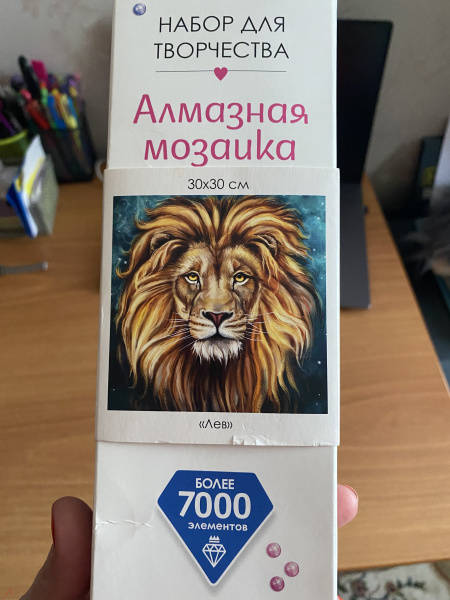 НАБОР ДЛЯ
ТВОРЧЕСТВА
Алмазная
мозаика
30х30 см
«Лев»
БОЛЕЕ
7000
элементов